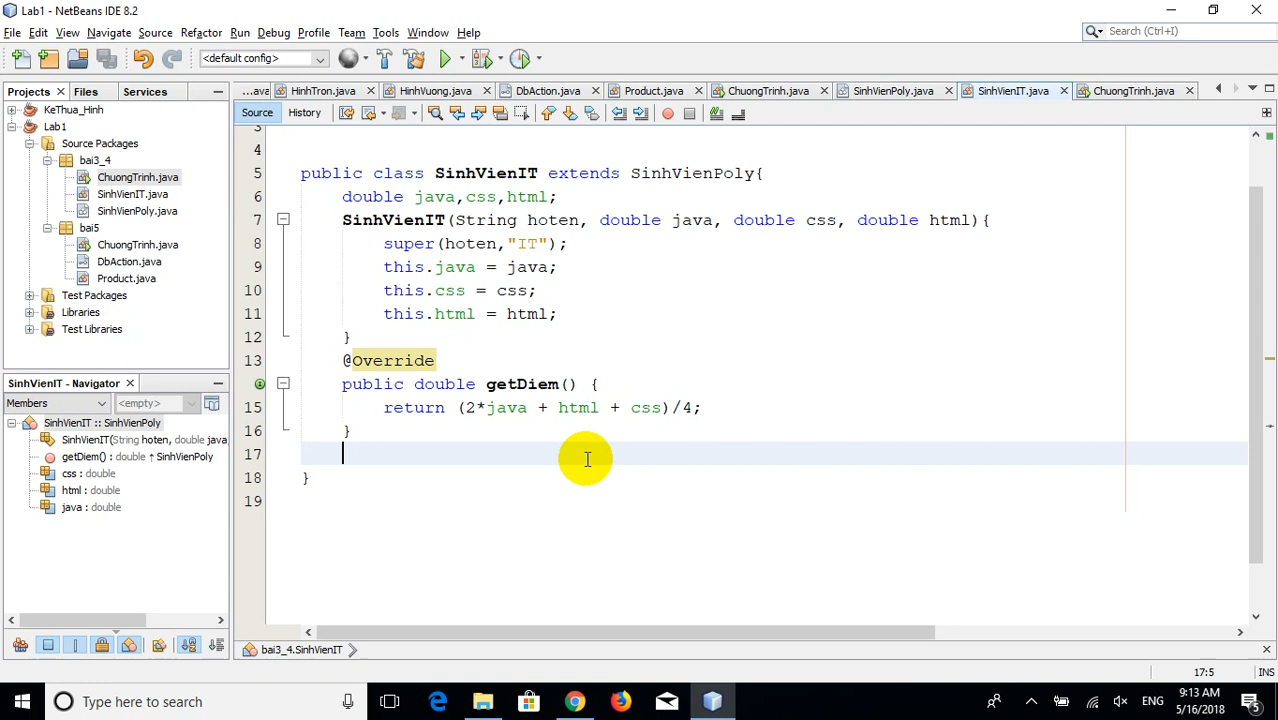 Lab1 - NetBeans IDE 8.2
File Edit View Navigate Source Refactor Run Debug Profile Team Tools Window Help
Search (Ctrl+I)
<default config>
Projects Files Services
...ava HinhTron.java HinhVuong.java DbAction.java Product.java ChuongTrinh.java SinhVienPoly.java SinhVienIT.java ChuongTrinh.java
Source History
KeThua_Hinh
Lab1
Source Packages
bai3_4
ChuongTrinh.java
SinhVienIT.java
SinhVienPoly.java
bai5
ChuongTrinh.java
DbAction.java
Product.java
Test Packages
Libraries
Test Libraries
SinhVienIT - Navigator
Members <empty>
SinhVienIT :: SinhVienPoly
SinhVienIT(String hoten, double java,
getDiem() : double ↑ SinhVienPoly
css : double
html : double
java : double
3
4
5 public class SinhVienIT extends SinhVienPoly{
6 double java,css,html;
7 SinhVienIT(String hoten, double java, double css, double html){
8 super(hoten,"IT");
9 this.java = java;
10 this.css = css;
11 this.html = html;
12 }
13 @Override
public double getDiem() {
15 return (2*java + html + css)/4;
16 }
17
18 }
19
bai3_4.SinhVienIT
17:5 INS
Type here to search
ENG
9:13 AM
5/16/2018
5